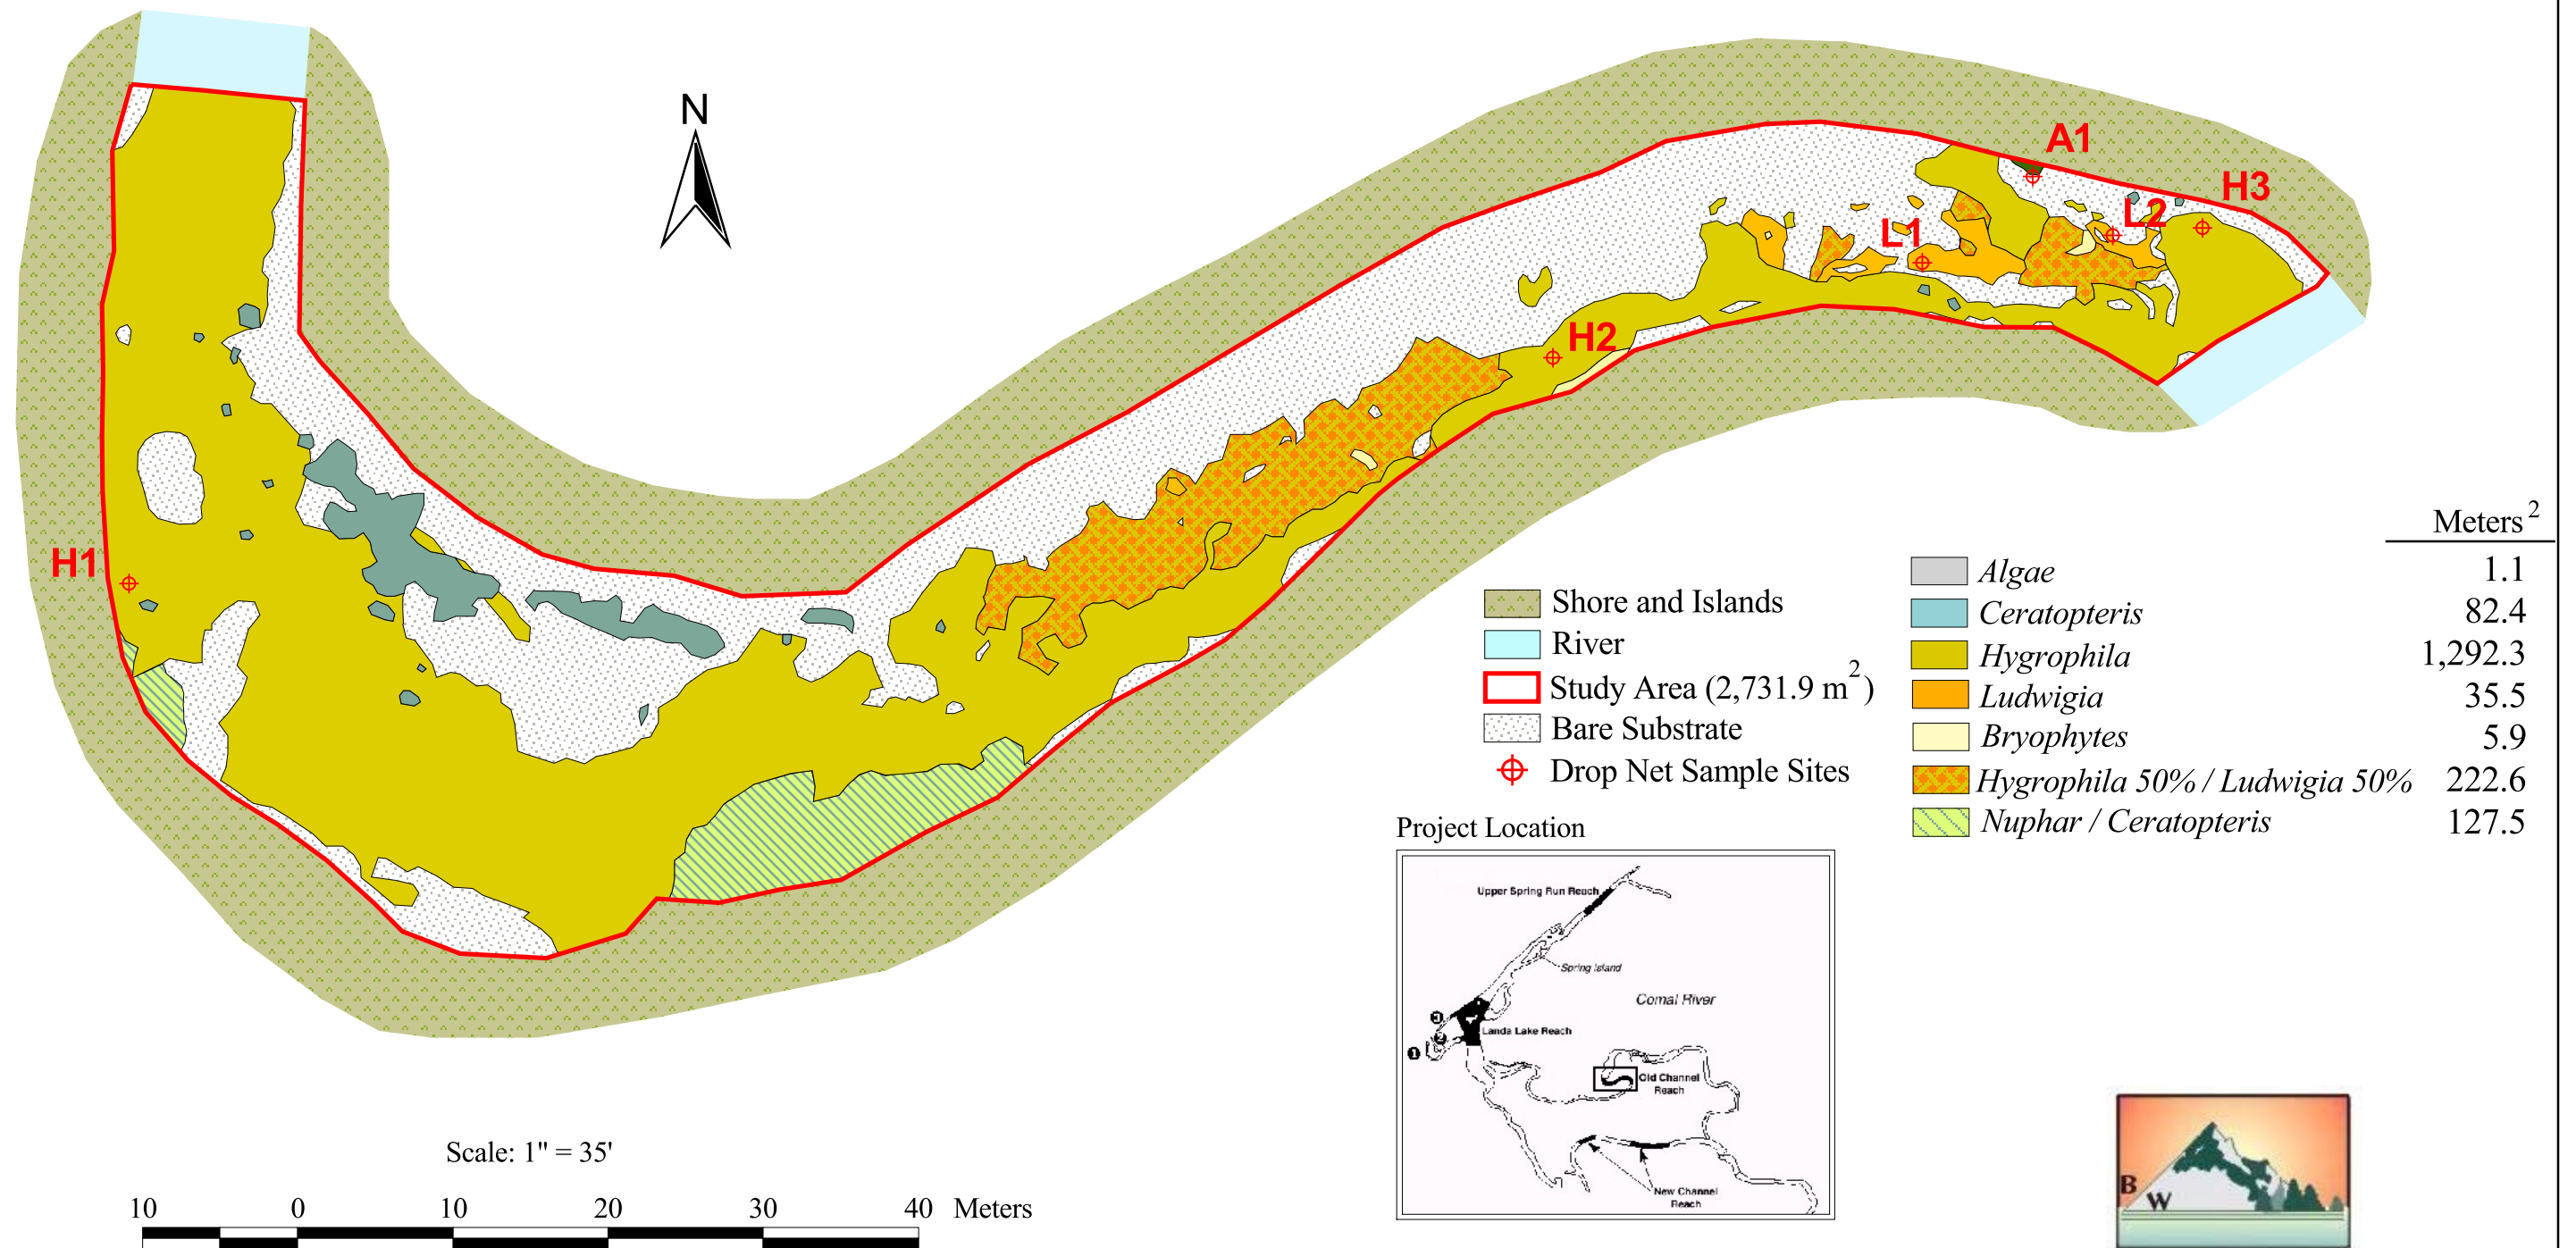 N
A1
H3
L2
L1
H2
H1
Meters2
Shore and Islands
River
Study Area (2,731.9 m2)
Bare Substrate
Drop Net Sample Sites
Algae 1.1
Ceratopteris 82.4
Hygrophila 1,292.3
Ludwigia 35.5
Bryophytes 5.9
Hygrophila 50% / Ludwigia 50% 222.6
Nuphar / Ceratopteris 127.5
Project Location
Upper Spring Run Reach
Spring Island
Comal River
3
2
1
Landa Lake Reach
Old Channel
Reach
New Channel
Reach
Scale: 1" = 35'
10 0 10 20 30 40 Meters
B
W